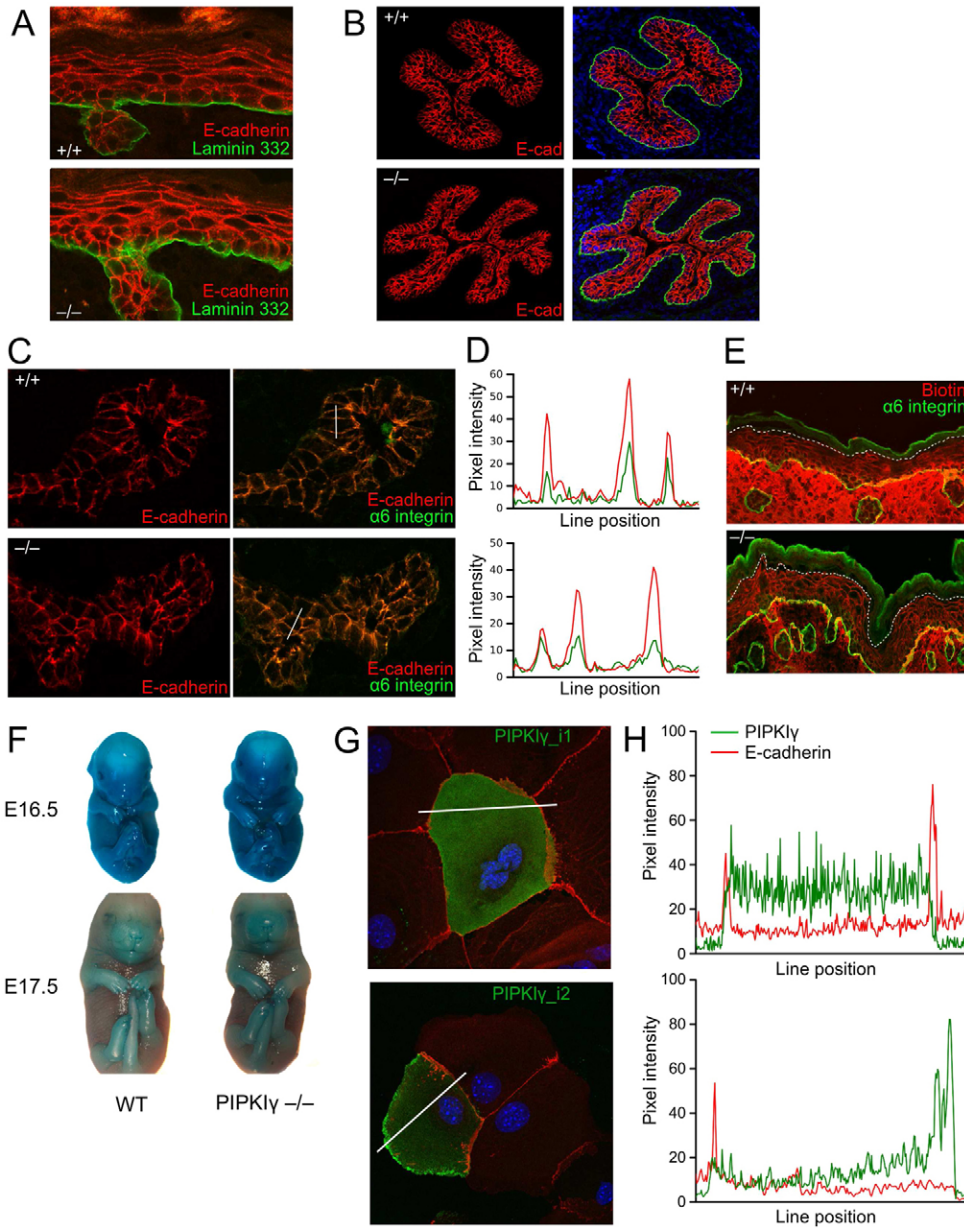 A
E-cadherin
Laminin 332
+/+
E-cadherin
Laminin 332
–/–
B
+/+
E-cad
–/–
E-cad
C
+/+
E-cadherin
E-cadherin
α6 integrin
–/–
E-cadherin
E-cadherin
α6 integrin
D
60
50
40
30
20
10
0
Pixel intensity
Line position
50
40
30
20
10
0
Pixel intensity
Line position
E
+/+
Biotin
α6 integrin
–/–
F
E16.5
E17.5
WT
PIPKIγ –/–
G
PIPKIγ_i1
PIPKIγ_i2
H
PIPKIγ
E-cadherin
100
80
60
40
20
0
Pixel intensity
Line position
100
80
60
40
20
0
Pixel intensity
Line position